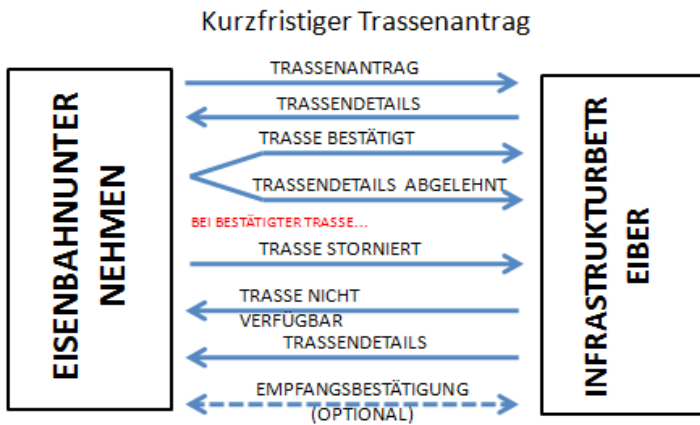 Kurzfristiger Trassenantrag
EISENBAHNUNTER
NEHMEN
TRASSENANTRAG
TRASSENDETAILS
TRASSE BESTÄTIGT
TRASSENDETAILS ABGELEHNT
BEI BESTÄTIGTER TRASSE...
TRASSE STORNIERT
TRASSE NICHT
VERFÜGBAR
TRASSENDETAILS
EMPFANGSBESTÄTIGUNG
(OPTIONAL)
INFRASTRUKTURBETR
EIBER